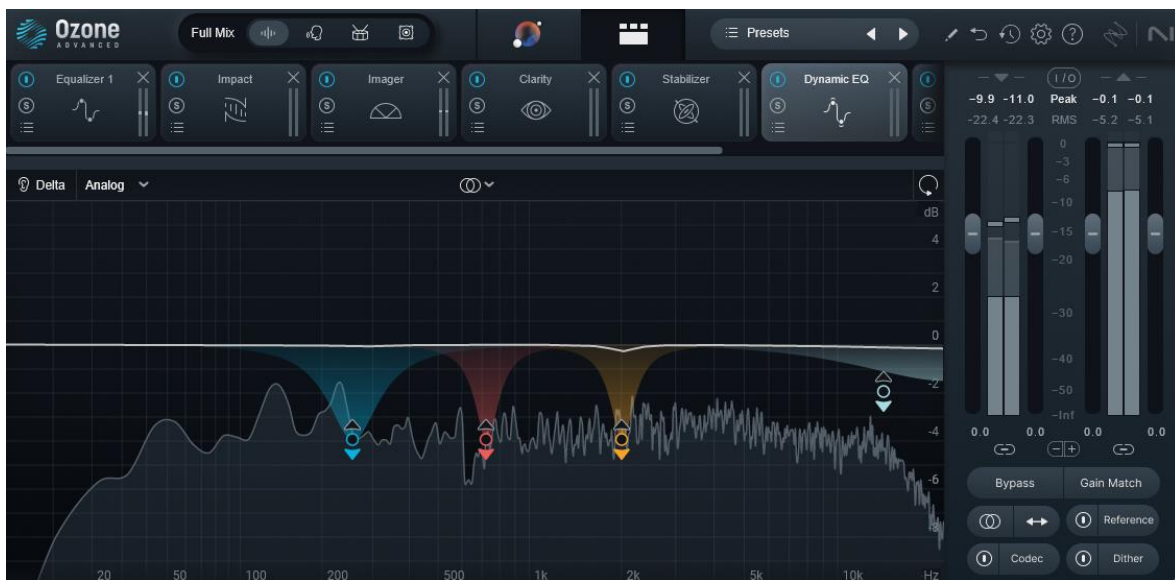 Ozone
ADVANCED
Full Mix
Presets
Equalizer 1
Impact
Imager
Clarity
Stabilizer
Dynamic EQ
S
S
S
S
S
S
S
I/O
-9.9 -11.0 Peak -0.1 -0.1
-22.4 -22.3 RMS -5.2 -5.1
0
-3
-6
-10
-15
-20
-30
-40
-50
-Inf
0.0 0.0 0.0 0.0
Delta
Analog
dB
4
2
0
-2
-4
-6
-8
20 50 100 200 500 1k 2k 5k 10k Hz
Bypass
Gain Match
Reference
Codec
Dither